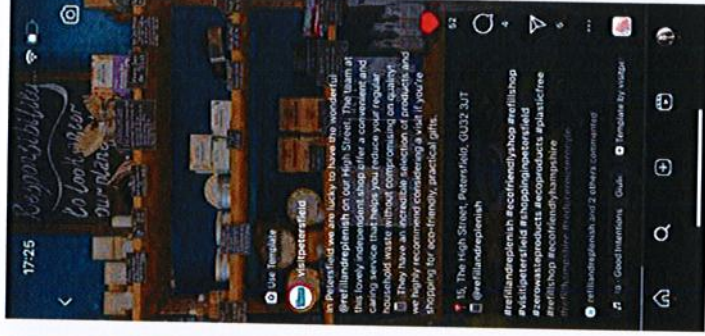 17:25
Responsibility
to look after
our planet
Use Template
visitpetersfield
In Petersfield we are lucky to have the wonderful
@refillandreplenish on our High Street. The team at
this lovely independent shop offer a convenient and
caring service that helps you reduce your regular
household waste without compromising on quality!
They have an incredible selection of products and
we highly recommend considering a visit if you're
shopping for eco-friendly, practical gifts.
15, The High Street, Petersfield, GU32 3JT
@refillandreplenish
#refillandreplenish #ecofriendlyshop #refillshop
#visitpetersfield #shoppinginpetersfield
#zerowasteproducts #ecoproducts #plasticfree
#refillshop #ecofriendlyhampshire
refillandreplenish and 2 others commented
Good Intentions
Template by visitpe
52
4
6